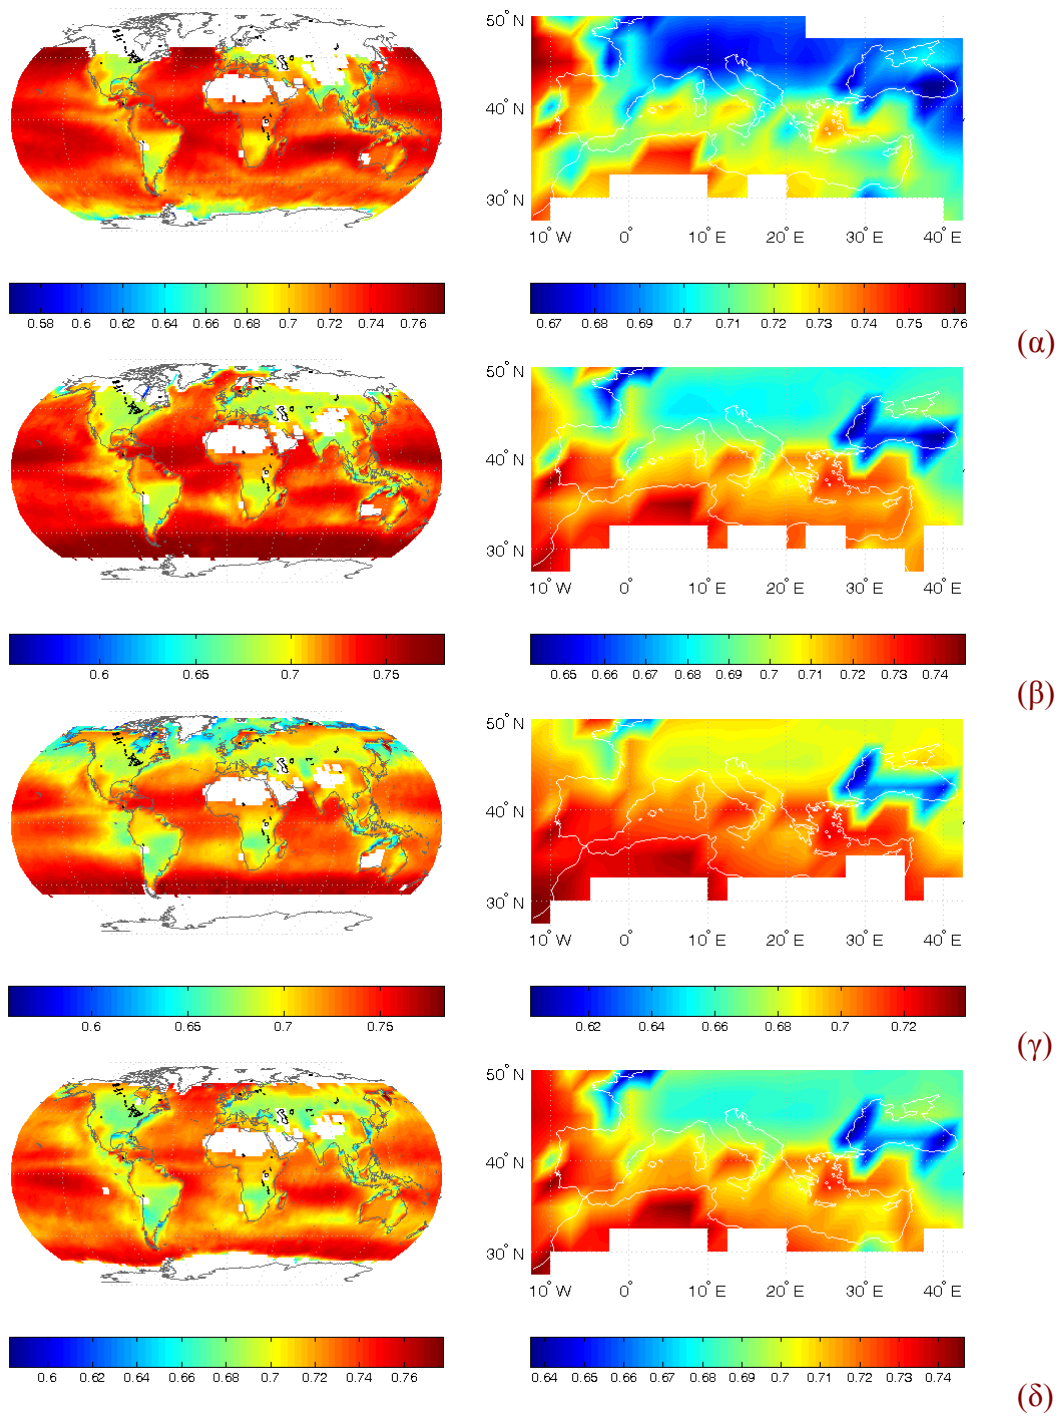 50° N
40° N
30° N
10° W 0° 10° E 20° E 30° E 40° E
0.58 0.6 0.62 0.64 0.66 0.68 0.7 0.72 0.74 0.76
0.67 0.68 0.69 0.7 0.71 0.72 0.73 0.74 0.75 0.76
(α)
50° N
40° N
30° N
10° W 0° 10° E 20° E 30° E 40° E
0.6 0.65 0.7 0.75
0.65 0.66 0.67 0.68 0.69 0.7 0.71 0.72 0.73 0.74
(β)
50° N
40° N
30° N
10° W 0° 10° E 20° E 30° E 40° E
0.6 0.65 0.7 0.75
0.62 0.64 0.66 0.68 0.7 0.72
(γ)
50° N
40° N
30° N
10° W 0° 10° E 20° E 30° E 40° E
0.6 0.62 0.64 0.66 0.68 0.7 0.72 0.74 0.76
0.64 0.65 0.66 0.67 0.68 0.69 0.7 0.71 0.72 0.73 0.74
(δ)